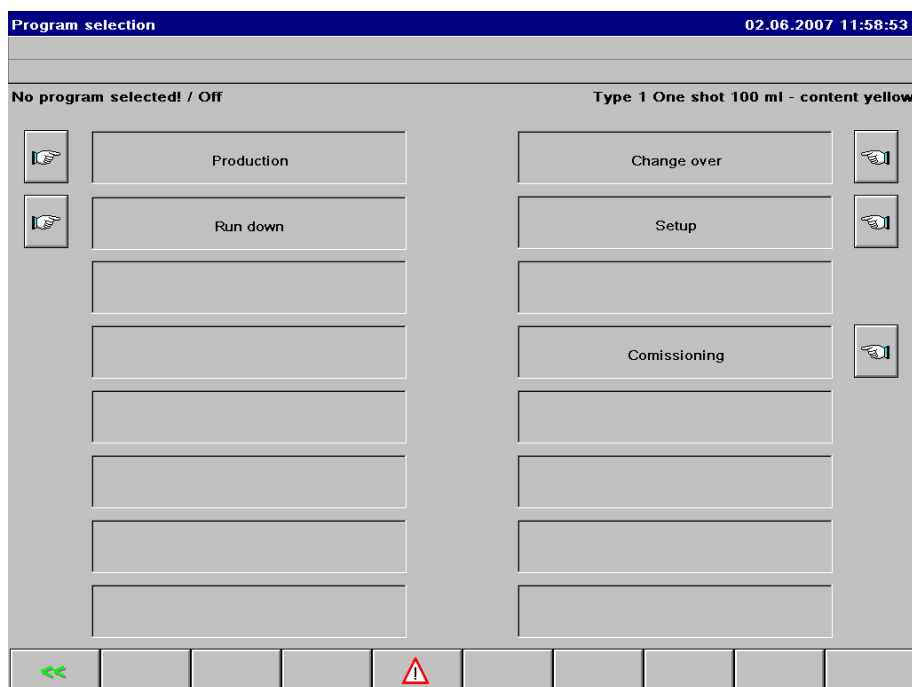 Program selection 02.06.2007 11:58:53
No program selected! / Off Type 1 One shot 100 ml - content yellow
Production Change over
Run down Setup
Comissioning
<<
!